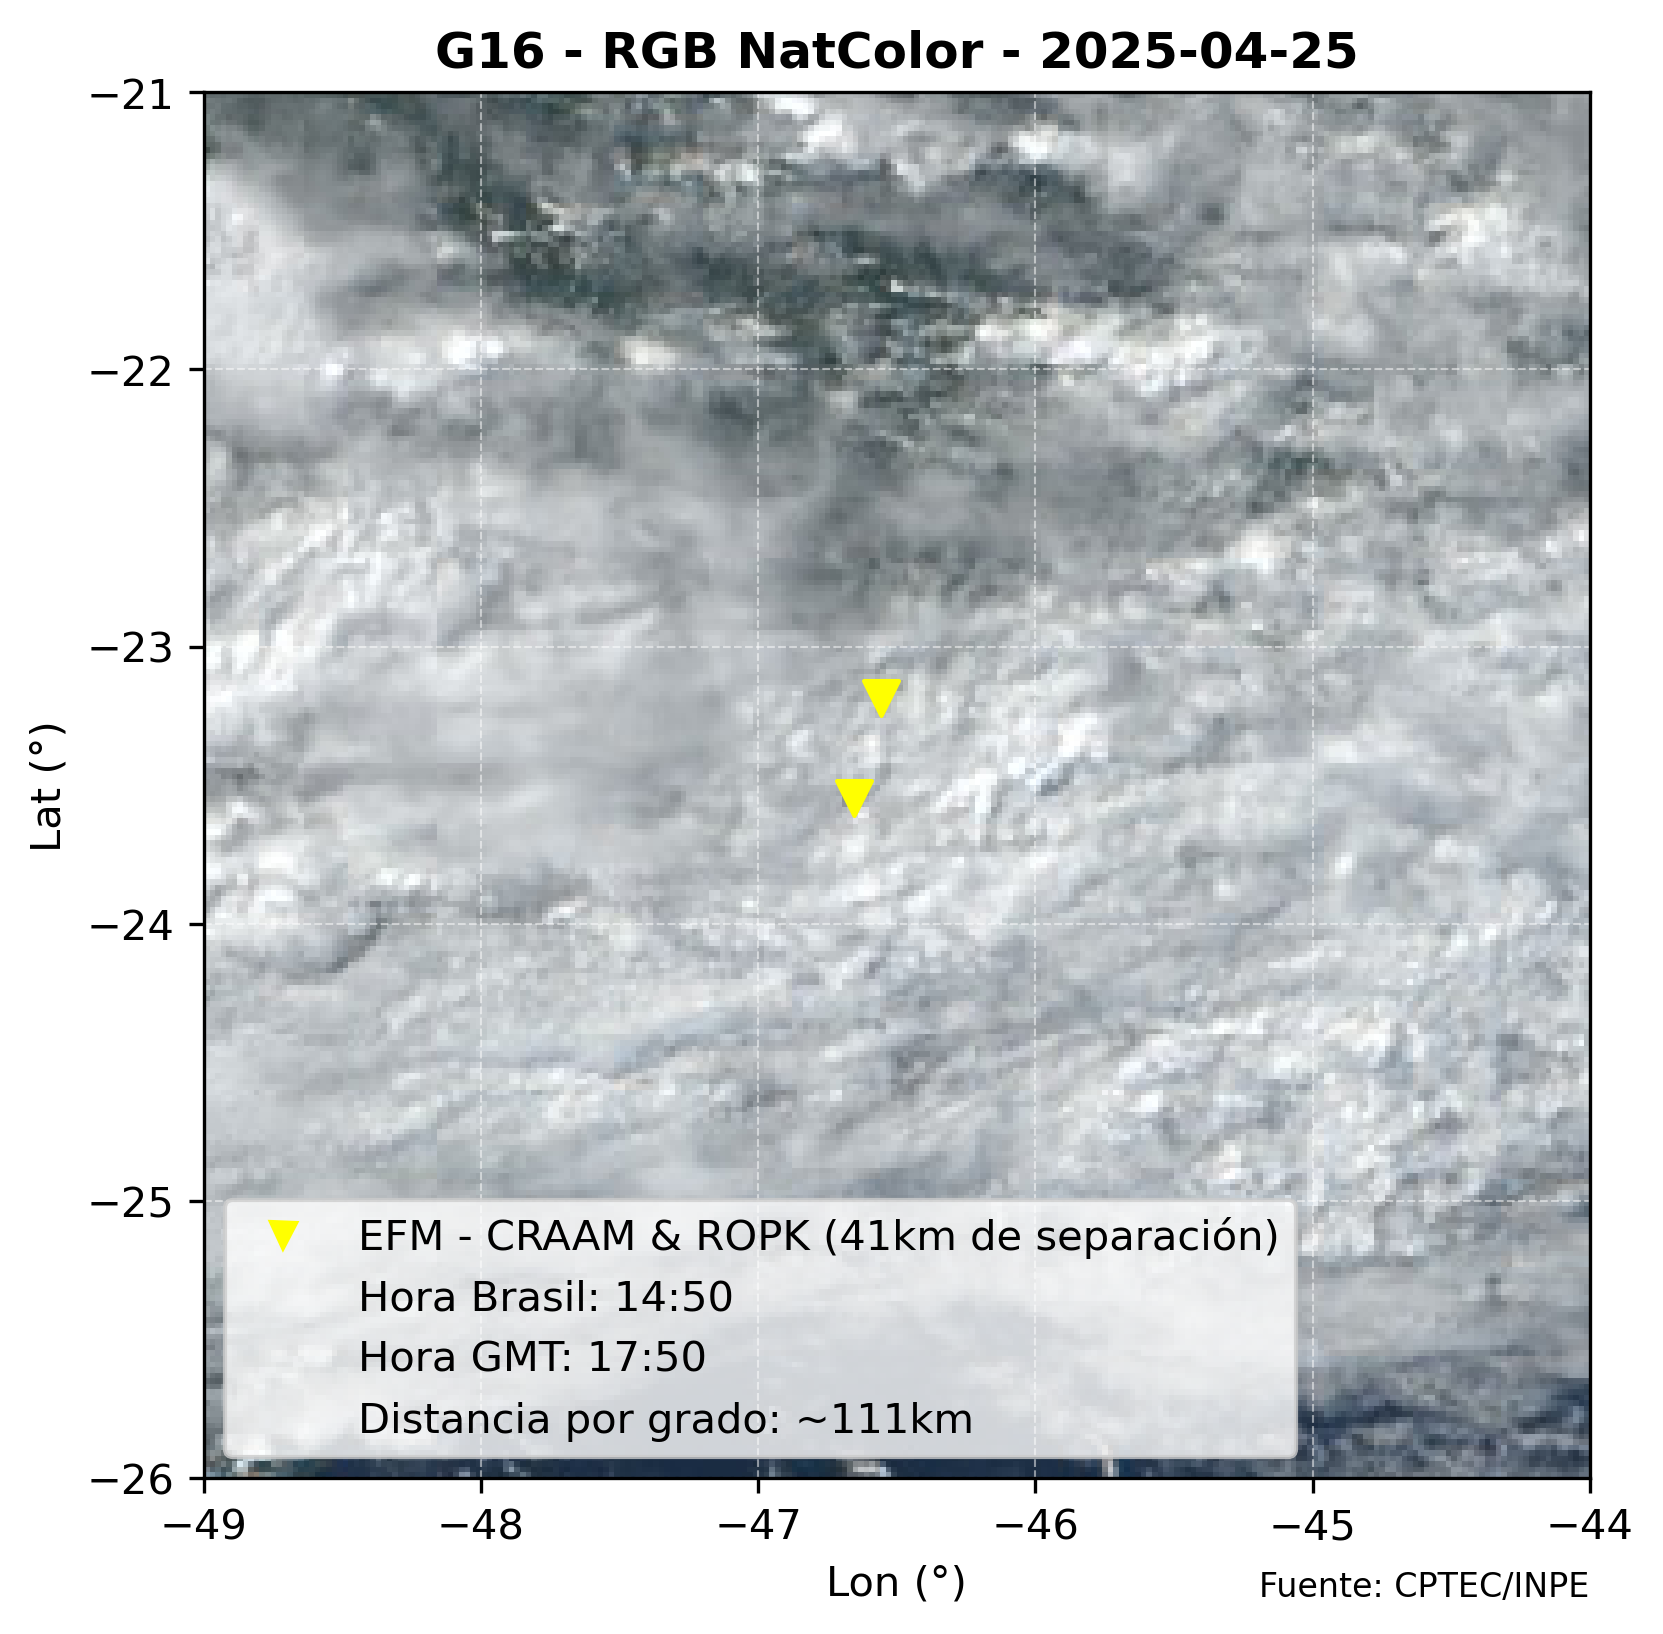 G16 - RGB NatColor - 2025-04-25
−21
−22
−23
−24
−25
−26
Lat (°)
EFM - CRAAM & ROPK (41km de separación)
Hora Brasil: 14:50
Hora GMT: 17:50
Distancia por grado: ~111km
−49 −48 −47 −46 −45 −44
Lon (°)
Fuente: CPTEC/INPE